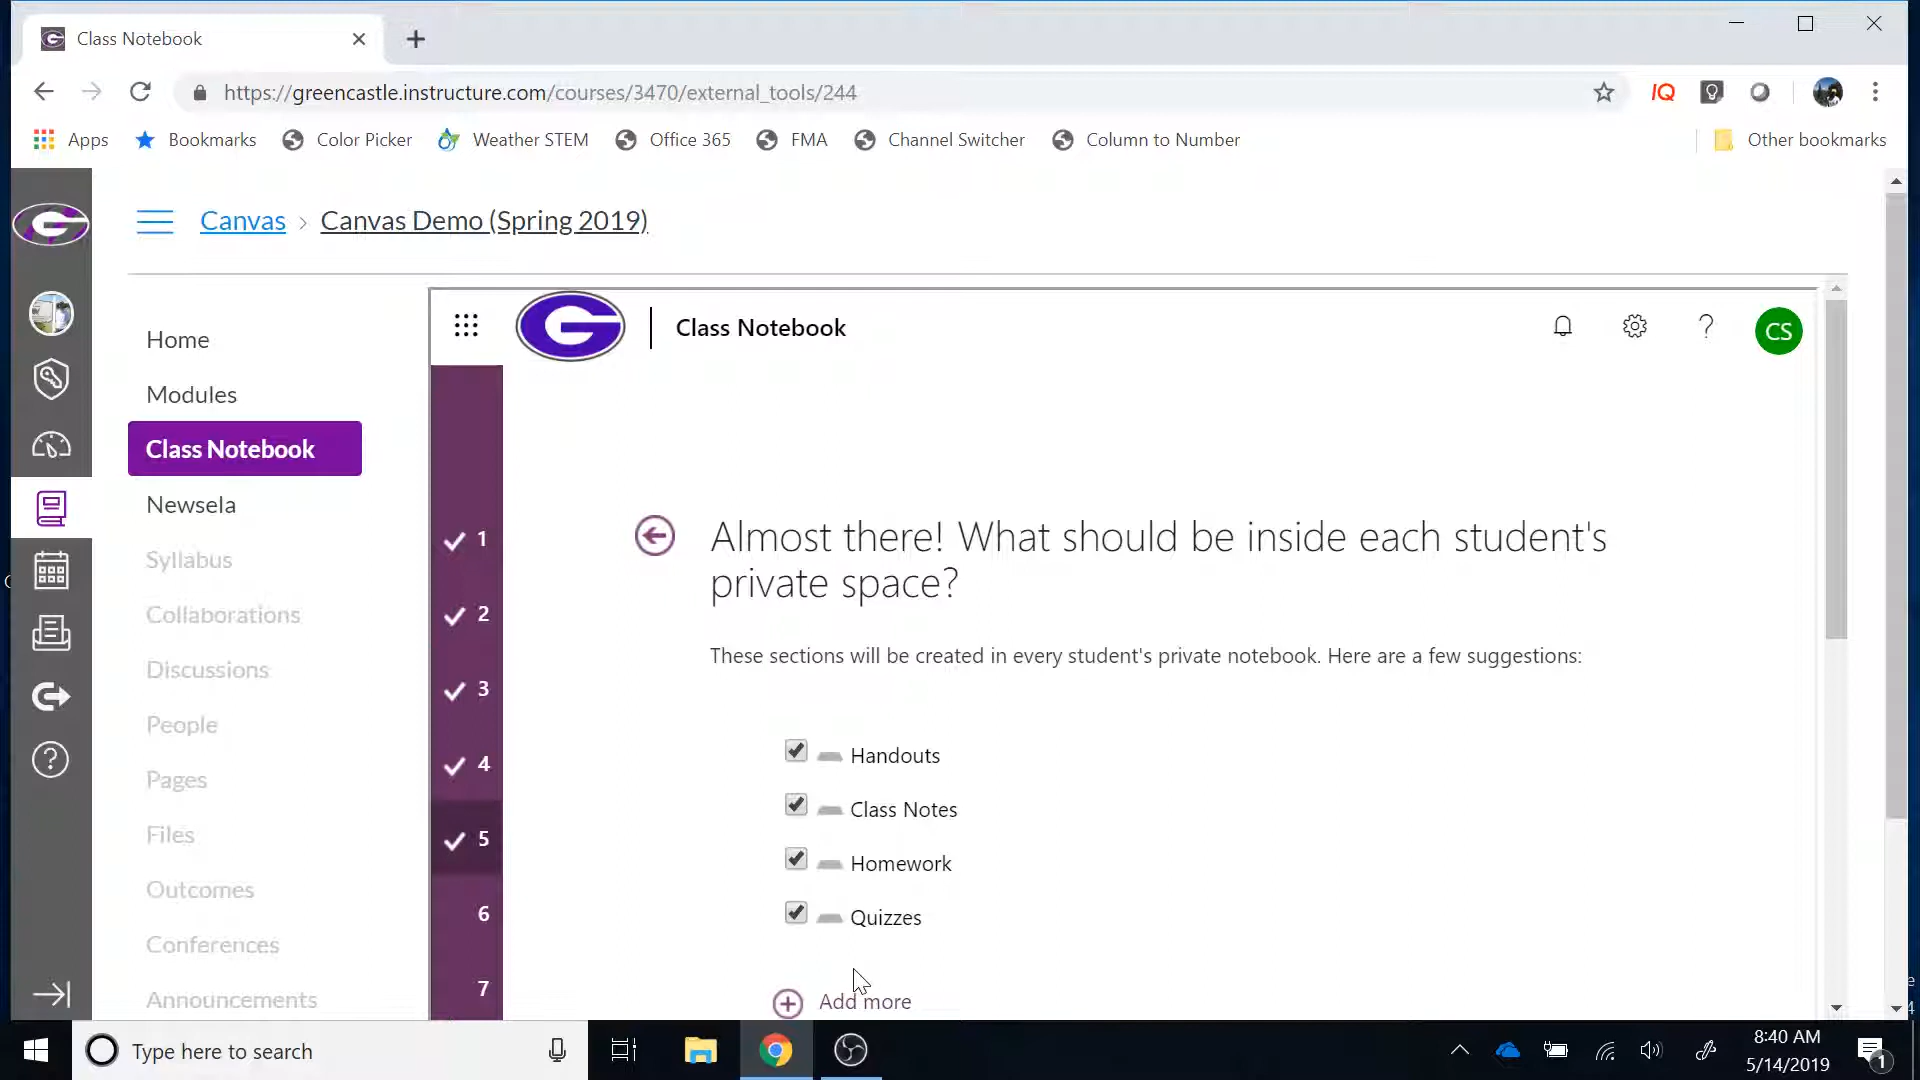 Class Notebook
https://greencastle.instructure.com/courses/3470/external_tools/244
IQ
Apps Bookmarks Color Picker Weather STEM Office 365 FMA Channel Switcher Column to Number Other bookmarks
Canvas › Canvas Demo (Spring 2019)
Home
Modules
Class Notebook
Newsela
Syllabus
Collaborations
Discussions
People
Pages
Files
Outcomes
Conferences
Announcements
G
G Class Notebook ? CS
1
2
3
4
5
6
7
Almost there! What should be inside each student's
private space?
These sections will be created in every student's private notebook. Here are a few suggestions:
Handouts
Class Notes
Homework
Quizzes
Add more
Type here to search
8:40 AM
5/14/2019
1